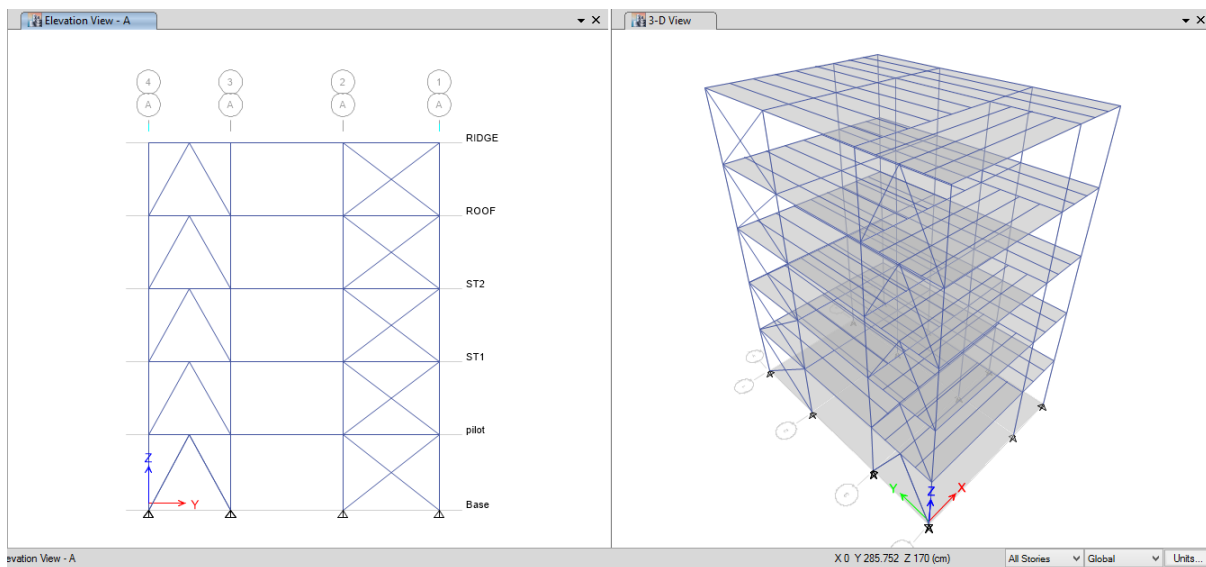 Elevation View - A
3-D View
4 3 2 1
A A A A
RIDGE
ROOF
ST2
ST1
pilot
Z
Y
Base
Y Z X
evation View - A
X 0 Y 285.752 Z 170 (cm)
All Stories
Global
Units...